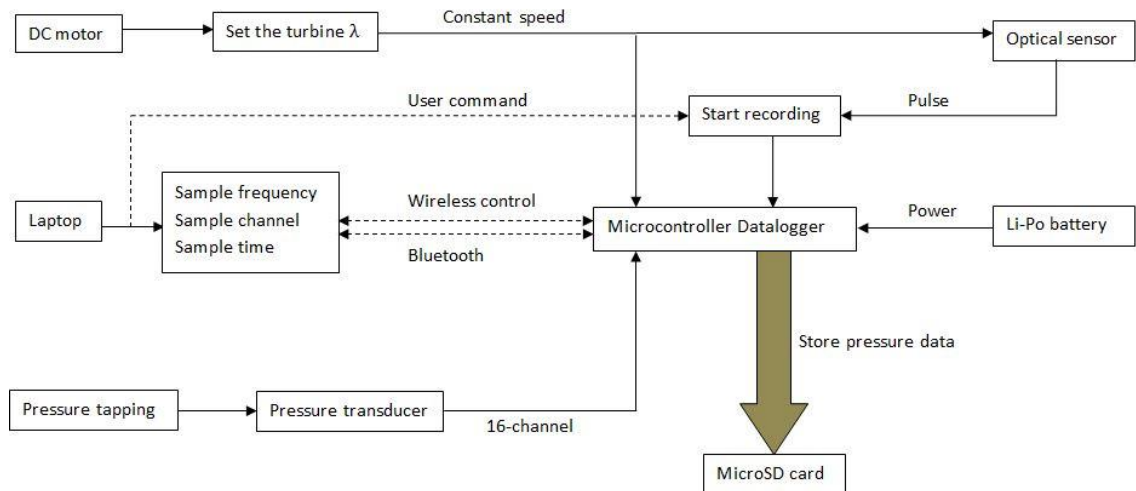 Constant speed
DC motor
Set the turbine λ
Optical sensor
User command
Start recording
Pulse
Sample frequency
Sample channel
Sample time
Laptop
Wireless control
Bluetooth
Microcontroller Datalogger
Power
Li-Po battery
Store pressure data
Pressure tapping
Pressure transducer
16-channel
MicroSD card